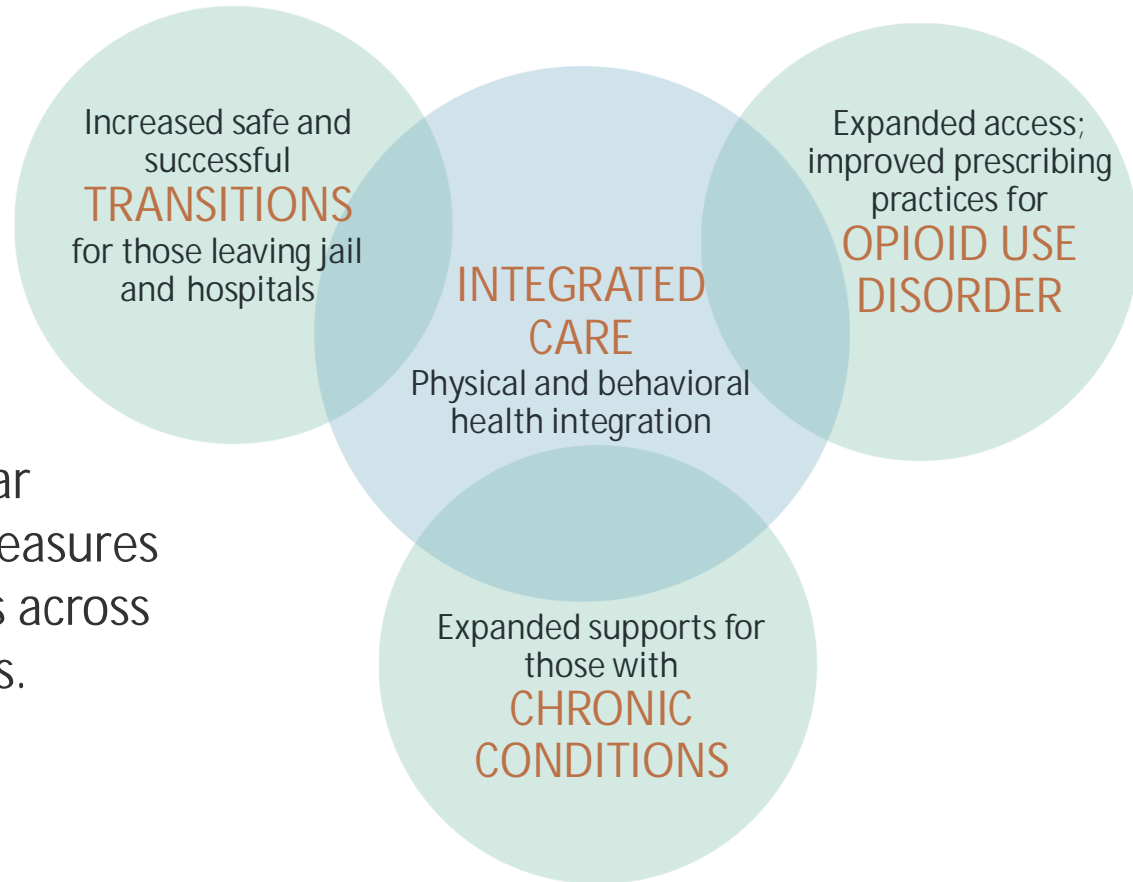 Increased safe and
successful
TRANSITIONS
for those leaving jail
and hospitals
Expanded access;
improved prescribing
practices for
OPIOID USE
DISORDER
INTEGRATED
CARE
Physical and behavioral
health integration
Expanded supports for
those with
CHRONIC
CONDITIONS
across